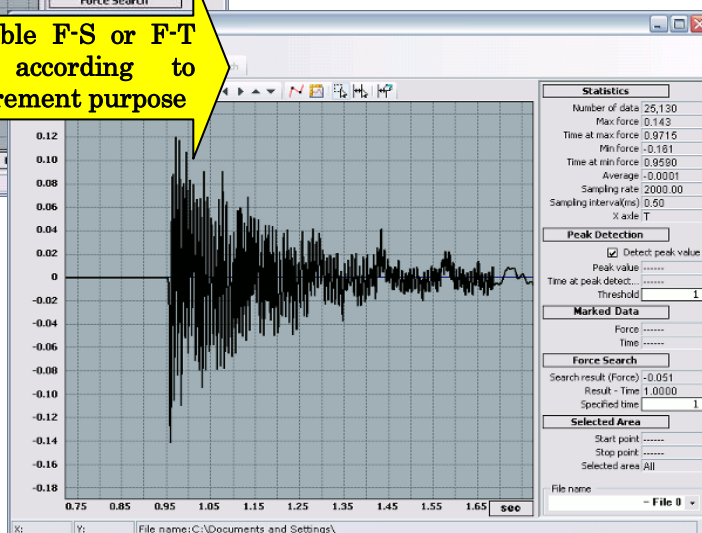 Force Search
ble F-S or F-T
according to
rement purpose
0.12
0.10
0.08
0.06
0.04
0.02
0
-0.02
-0.04
-0.06
-0.08
-0.10
-0.12
-0.14
-0.16
-0.18
0.75 0.85 0.95 1.05 1.15 1.25 1.35 1.45 1.55 1.65 sec
Statistics
Number of data 25,130
Max force 0.143
Time at max force 0.9715
Min force -0.161
Time at min force 0.9590
Average -0.0001
Sampling rate 2000.00
Sampling interval(ms) 0.50
X axle T
Peak Detection
Detect peak value
Peak value ------
Time at peak detect... ------
Threshold 1
Marked Data
Force ------
Time ------
Force Search
Search result (Force) -0.051
Result - Time 1.0000
Specified time 1
Selected Area
Start point ------
Stop point ------
Selected area All
File name
- File 0
X: Y: File name:C:\Documents and Settings\